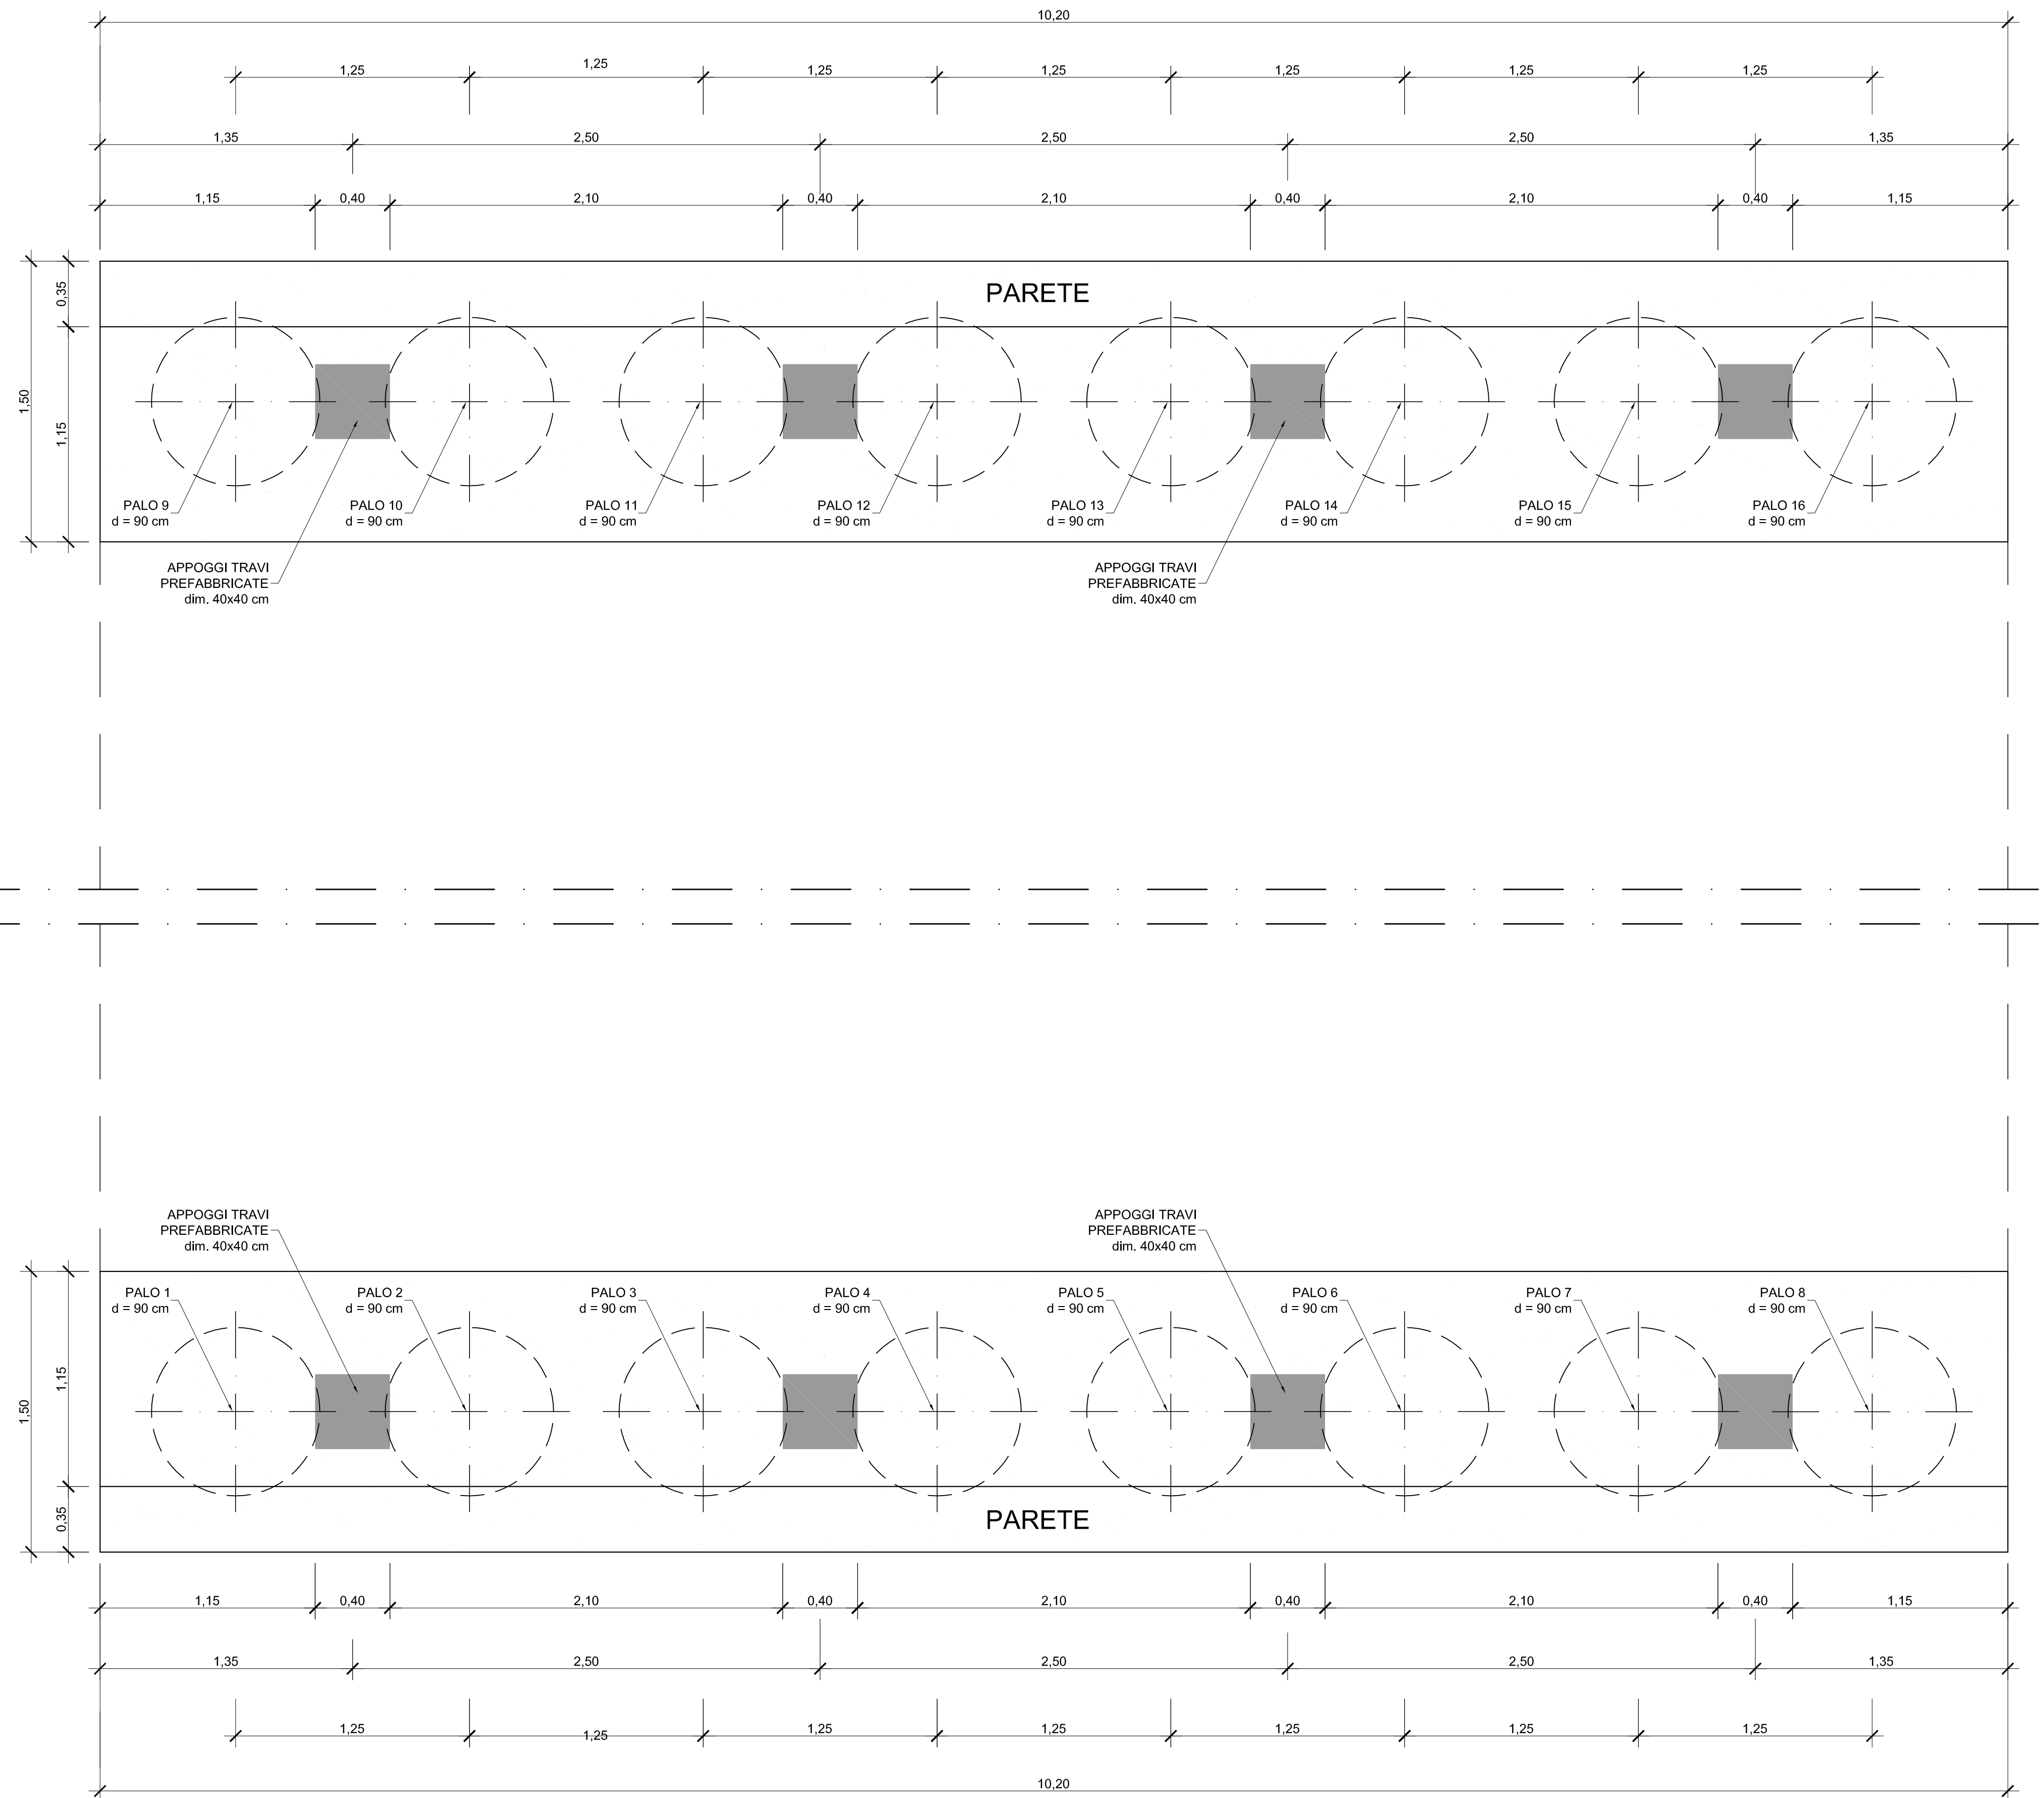 10,20
1,25
1,25
1,25
1,25
1,25
1,25
1,25
1,35
2,50
2,50
2,50
1,35
1,15
0,40
2,10
0,40
2,10
0,40
2,10
0,40
1,15
1,50
0,35
1,15
PARETE
PALO 9
d = 90 cm
PALO 10
d = 90 cm
PALO 11
d = 90 cm
PALO 12
d = 90 cm
PALO 13
d = 90 cm
PALO 14
d = 90 cm
PALO 15
d = 90 cm
PALO 16
d = 90 cm
APPOGGI TRAVI
PREFABBRICATE
dim. 40x40 cm
APPOGGI TRAVI
PREFABBRICATE
dim. 40x40 cm
APPOGGI TRAVI
PREFABBRICATE
dim. 40x40 cm
APPOGGI TRAVI
PREFABBRICATE
dim. 40x40 cm
PALO 1
d = 90 cm
PALO 2
d = 90 cm
PALO 3
d = 90 cm
PALO 4
d = 90 cm
PALO 5
d = 90 cm
PALO 6
d = 90 cm
PALO 7
d = 90 cm
PALO 8
d = 90 cm
1,50
1,15
0,35
PARETE
1,15
0,40
2,10
0,40
2,10
0,40
2,10
0,40
1,15
1,35
2,50
2,50
2,50
1,35
1,25
1,25
1,25
1,25
1,25
1,25
1,25
10,20